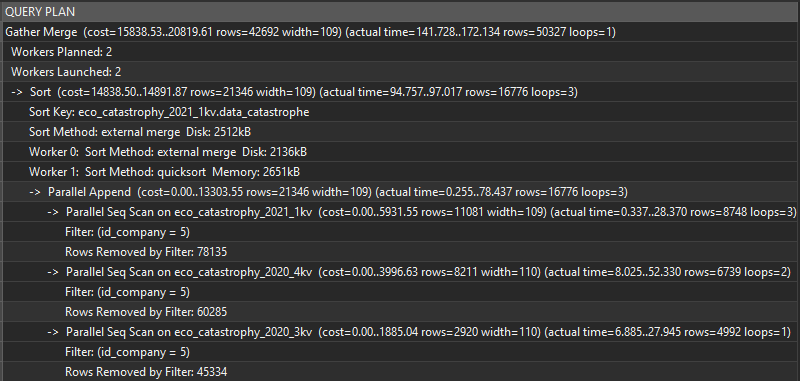 QUERY PLAN
Gather Merge (cost=15838.53..20819.61 rows=42692 width=109) (actual time=141.728..172.134 rows=50327 loops=1)
Workers Planned: 2
Workers Launched: 2
-> Sort (cost=14838.50..14891.87 rows=21346 width=109) (actual time=94.757..97.017 rows=16776 loops=3)
Sort Key: eco_catastrophy_2021_1kv.data_catastrophe
Sort Method: external merge Disk: 2512kB
Worker 0: Sort Method: external merge Disk: 2136kB
Worker 1: Sort Method: quicksort Memory: 2651kB
-> Parallel Append (cost=0.00..13303.55 rows=21346 width=109) (actual time=0.255..78.437 rows=16776 loops=3)
-> Parallel Seq Scan on eco_catastrophy_2021_1kv (cost=0.00..5931.55 rows=11081 width=109) (actual time=0.337..28.370 rows=8748 loops=3)
Filter: (id_company = 5)
Rows Removed by Filter: 78135
-> Parallel Seq Scan on eco_catastrophy_2020_4kv (cost=0.00..3996.63 rows=8211 width=110) (actual time=8.025..52.330 rows=6739 loops=2)
Filter: (id_company = 5)
Rows Removed by Filter: 60285
-> Parallel Seq Scan on eco_catastrophy_2020_3kv (cost=0.00..1885.04 rows=2920 width=110) (actual time=6.885..27.945 rows=4992 loops=1)
Filter: (id_company = 5)
Rows Removed by Filter: 45334